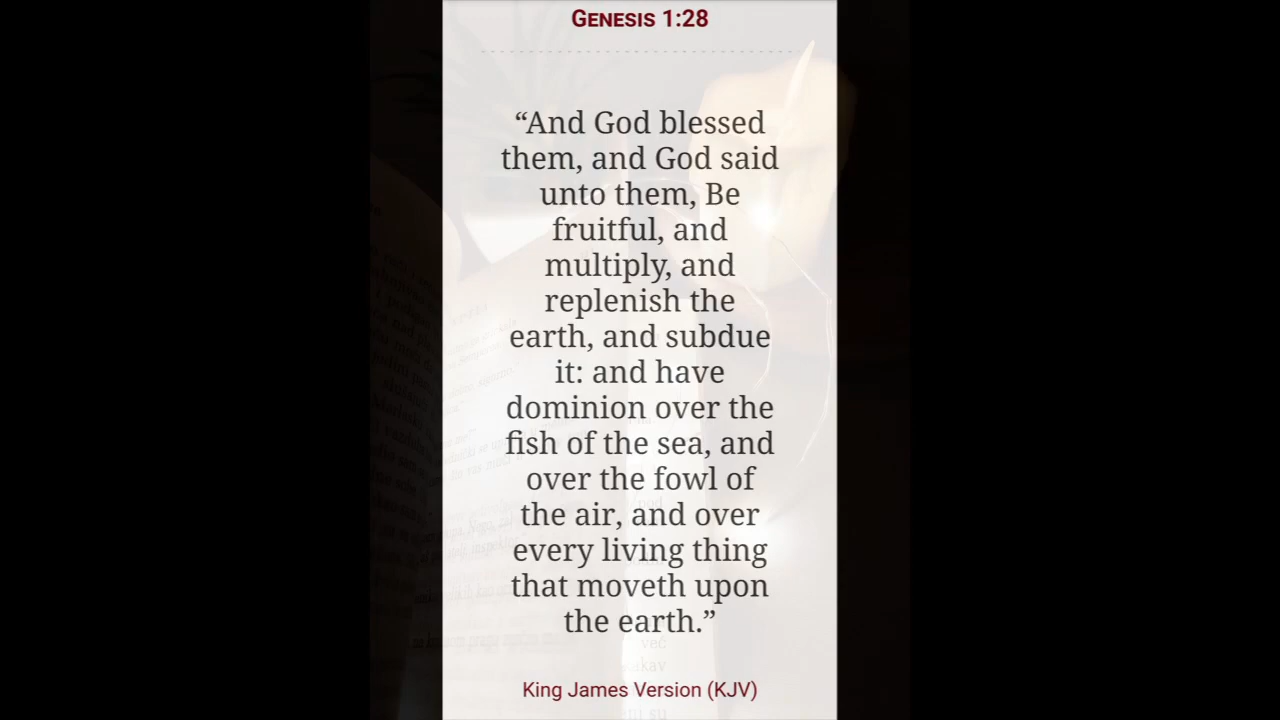 Genesis 1:28
“And God blessed
them, and God said
unto them, Be
fruitful, and
multiply, and
replenish the
earth, and subdue
it: and have
dominion over the
fish of the sea, and
over the fowl of
the air, and over
every living thing
that moveth upon
the earth.”
već
King James Version (KJV)